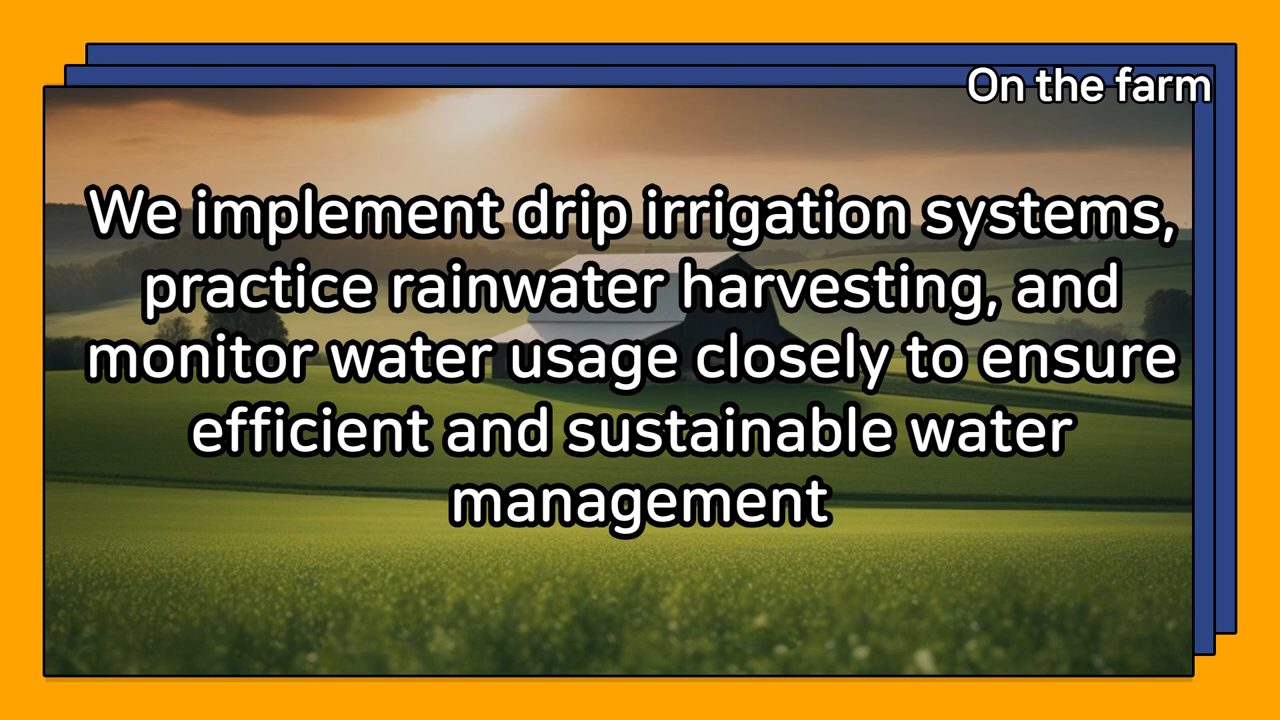 On the farm
We implement drip irrigation systems,
practice rainwater harvesting, and
monitor water usage closely to ensure
efficient and sustainable water
management